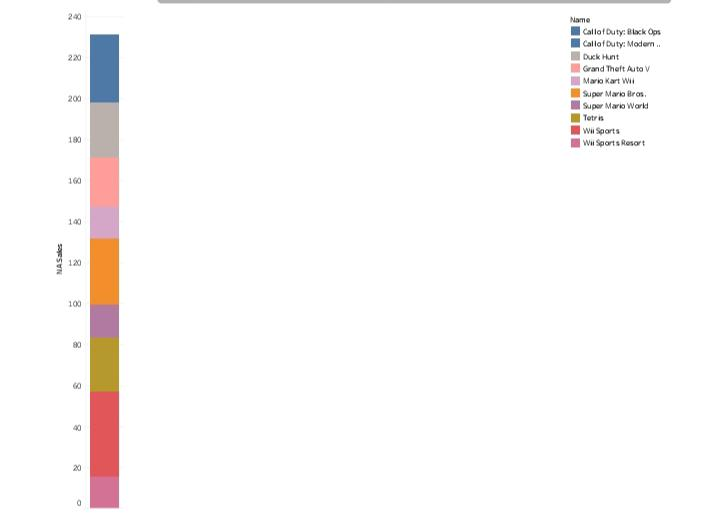 240
220
200
180
160
140
120
100
80
60
40
20
0
NA Sales
Name
Call of Duty: Black Ops
Call of Duty: Modern ..
Duck Hunt
Grand Theft Auto V
Mario Kart Wii
Super Mario Bros.
Super Mario World
Tetris
Wii Sports
Wii Sports Resort